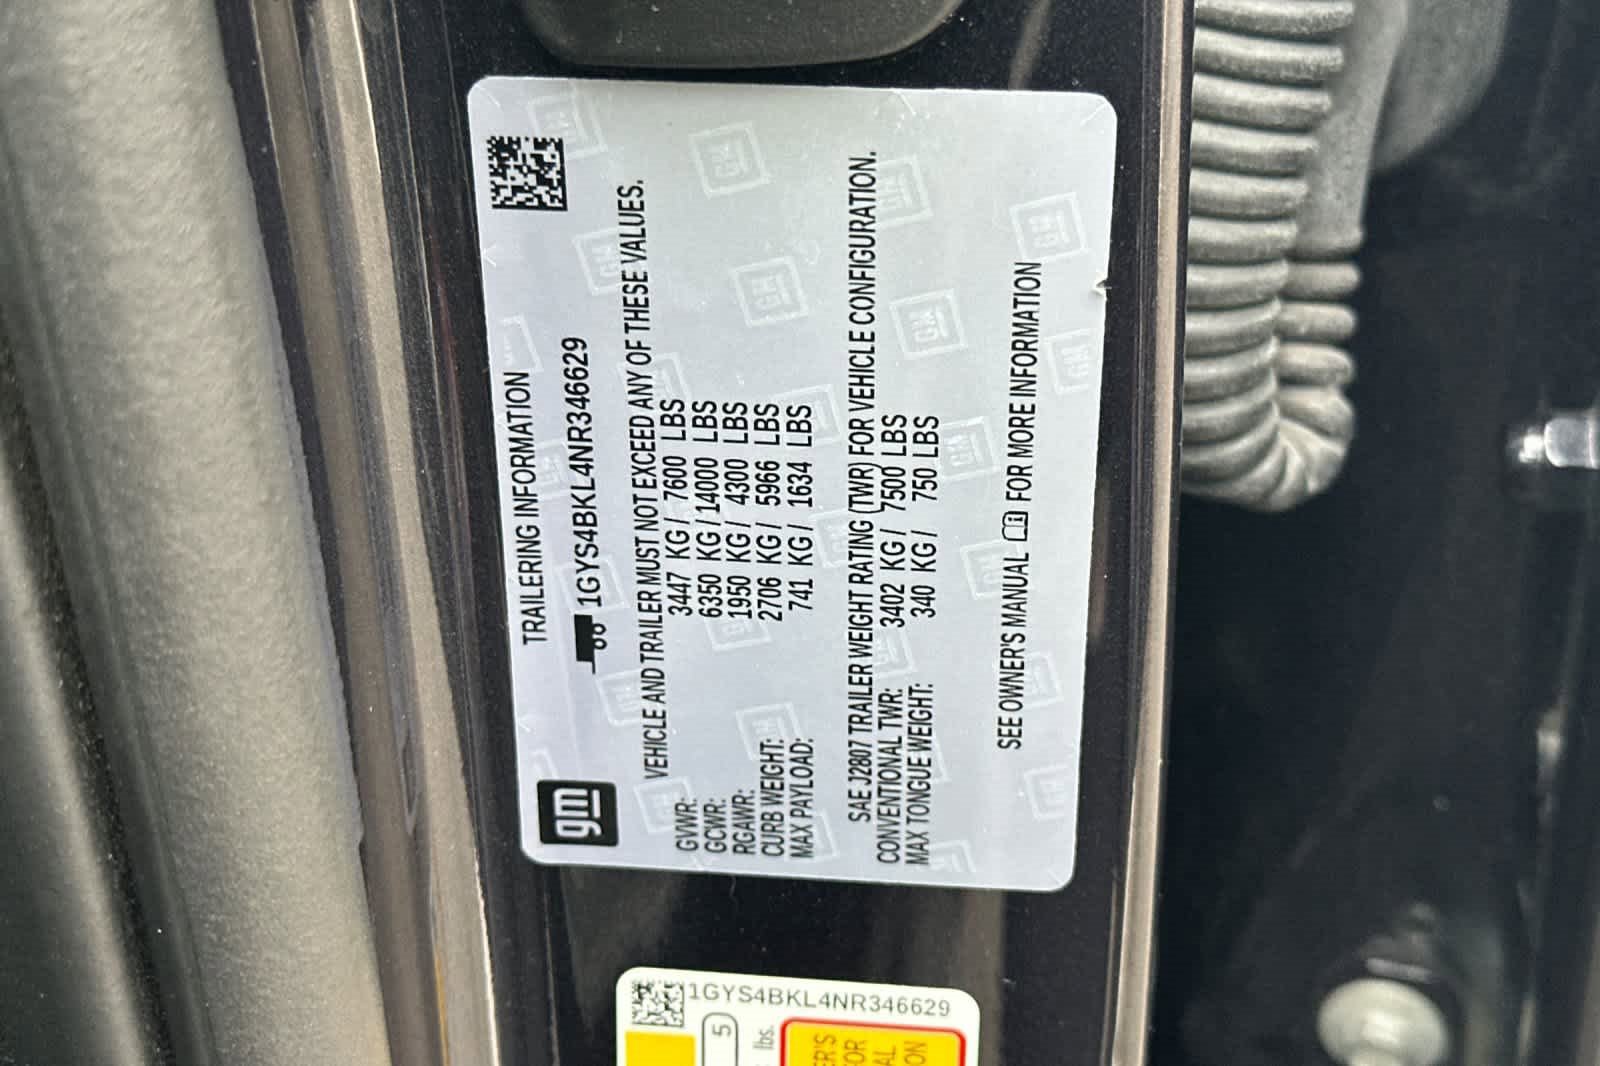 gm
TRAILERING INFORMATION
1GYS4BKL4NR346629
VEHICLE AND TRAILER MUST NOT EXCEED ANY OF THESE VALUES.
GVWR: 3447 KG / 7600 LBS
GCWR: 6350 KG / 14000 LBS
RGAWR: 1950 KG / 4300 LBS
CURB WEIGHT: 2706 KG / 5966 LBS
MAX PAYLOAD: 741 KG / 1634 LBS
SAE J2807 TRAILER WEIGHT RATING (TWR) FOR VEHICLE CONFIGURATION.
CONVENTIONAL TWR: 3402 KG / 7500 LBS
MAX TONGUE WEIGHT: 340 KG / 750 LBS
SEE OWNER'S MANUAL FOR MORE INFORMATION
1GYS4BKL4NR346629
5
lbs.